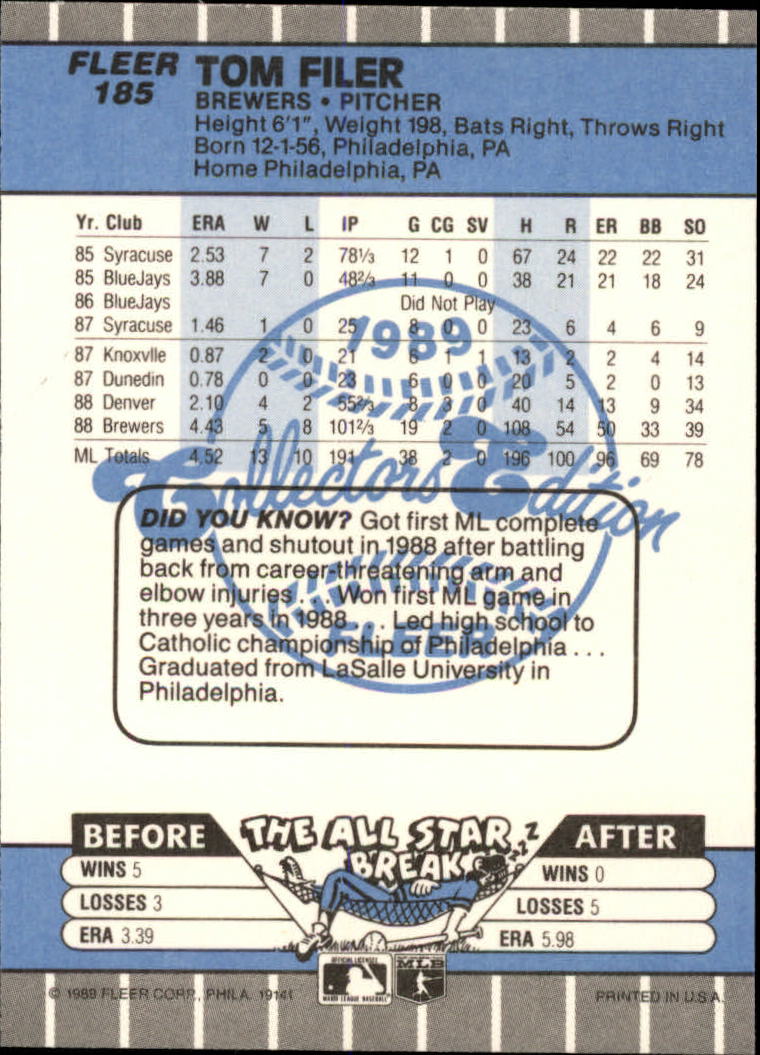 FLEER TOM FILER
185 BREWERS • PITCHER
Height 6'1", Weight 198, Bats Right, Throws Right
Born 12-1-56, Philadelphia, PA
Home Philadelphia, PA
Yr. Club ERA W L IP G CG SV H R ER BB SO
85 Syracuse 2.53 7 2 78⅓ 12 1 0 67 24 22 22 31
85 BlueJays 3.88 7 0 48⅔ 11 0 0 38 21 21 18 24
86 BlueJays Did Not Play
87 Syracuse 1.46 1 0 25 8 0 0 23 6 4 6 9
87 Knoxvlle 0.87 2 0 21 6 1 1 13 2 2 4 14
87 Dunedin 0.78 0 0 23 6 0 0 20 5 2 0 13
88 Denver 2.10 4 2 55⅔ 8 3 0 40 14 13 9 34
88 Brewers 4.43 5 8 101⅔ 19 2 0 108 54 50 33 39
ML Totals 4.52 13 10 191 38 2 0 196 100 96 69 78
1989
Collectors Edition
FLEER
DID YOU KNOW? Got first ML complete
games and shutout in 1988 after battling
back from career-threatening arm and
elbow injuries . . . Won first ML game in
three years in 1988 . . . Led high school to
Catholic championship of Philadelphia . . .
Graduated from LaSalle University in
Philadelphia.
BEFORE THE ALL STAR BREAK ZZZ AFTER
WINS 5 WINS 0
LOSSES 3 LOSSES 5
ERA 3.39 ERA 5.98
OFFICIAL LICENSEE
MAJOR LEAGUE BASEBALL
MLB
© 1989 FLEER CORP., PHILA. 19141 PRINTED IN U.S.A.